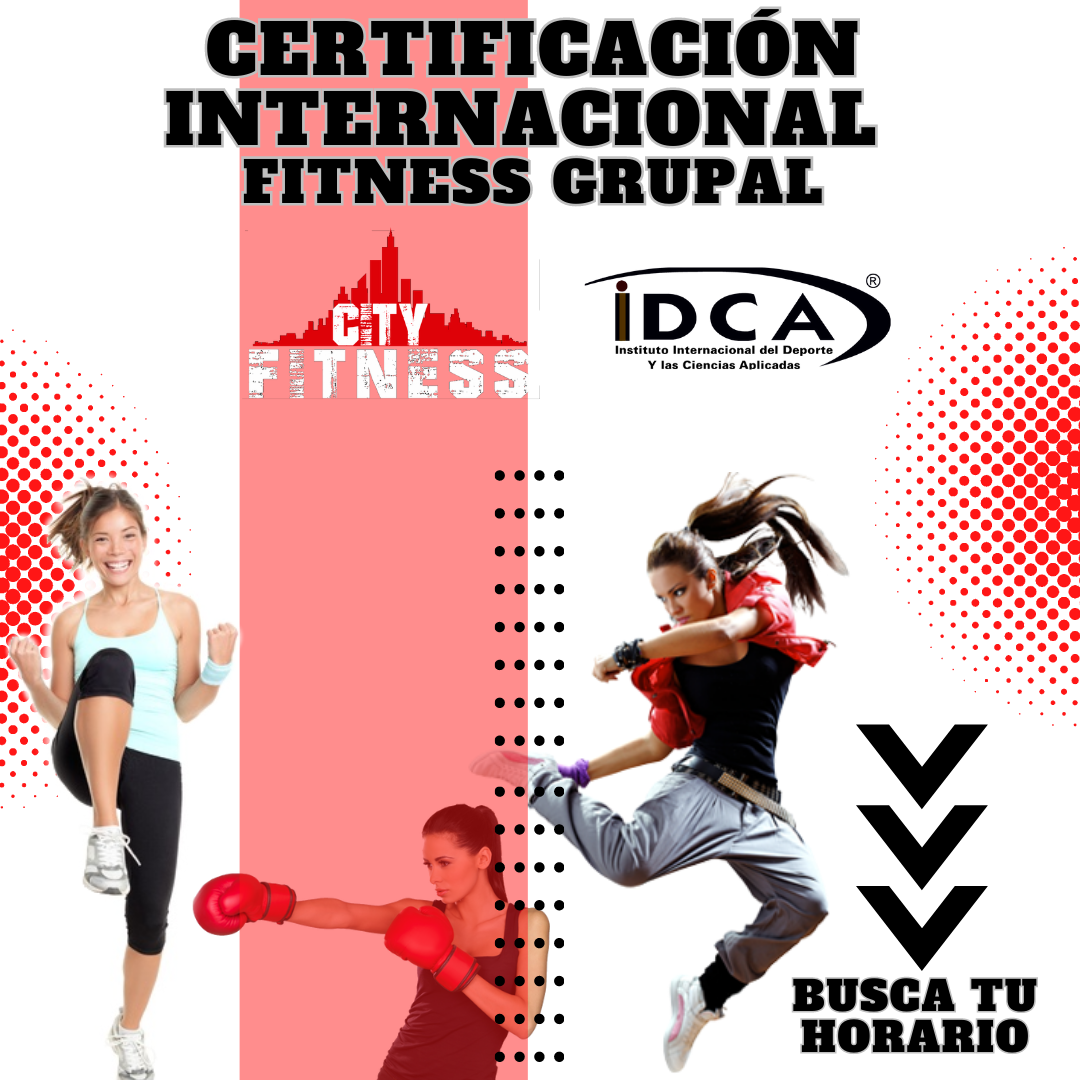 CERTIFICACIÓN
INTERNACIONAL
FITNESS GRUPAL
CITY
FITNESS
iDCA ®
Instituto Internacional del Deporte
Y las Ciencias Aplicadas
BUSCA TU
HORARIO